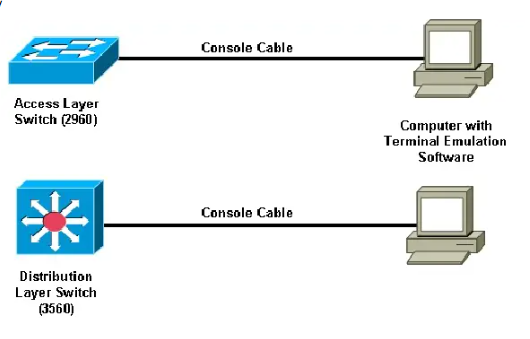 Console Cable
Access Layer
Switch (2960)
Computer with
Terminal Emulation
Software
Console Cable
Distribution
Layer Switch
(3560)